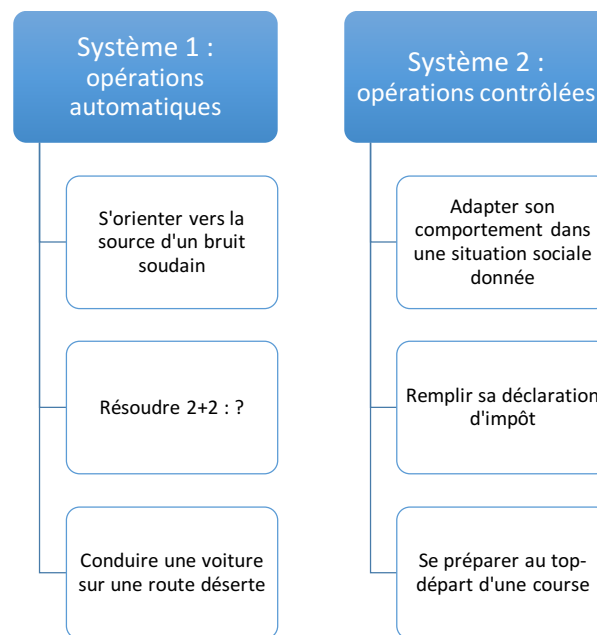 Système 1 :
opérations
automatiques
S'orienter vers la
source d'un bruit
soudain
Résoudre 2+2 : ?
Conduire une voiture
sur une route déserte
Système 2 :
opérations contrôlées
Adapter son
comportement dans
une situation sociale
donnée
Remplir sa déclaration
d'impôt
Se préparer au top-
départ d'une course